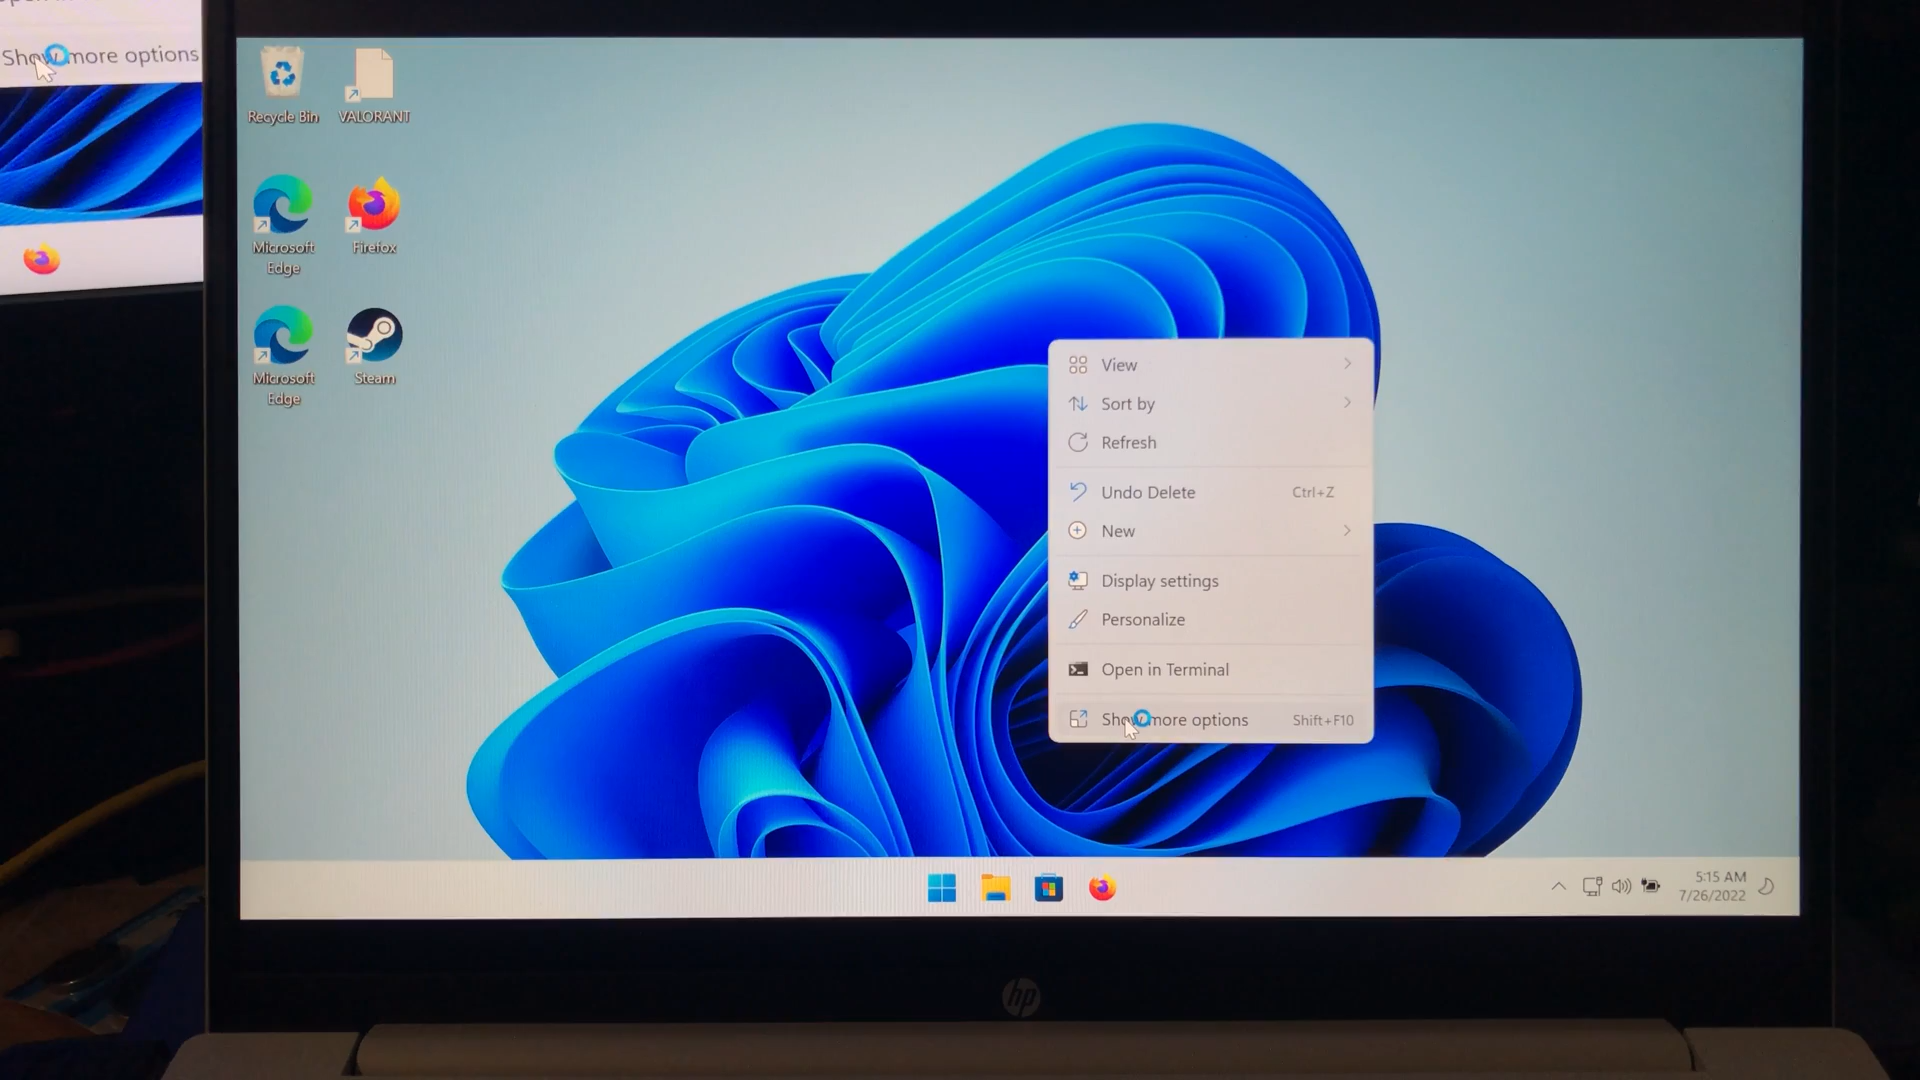 Show more options
Recycle Bin
VALORANT
Microsoft
Edge
Firefox
Microsoft
Edge
Steam
View
Sort by
Refresh
Undo Delete Ctrl+Z
New
Display settings
Personalize
Open in Terminal
Show more options Shift+F10
5:15 AM
7/26/2022
hp